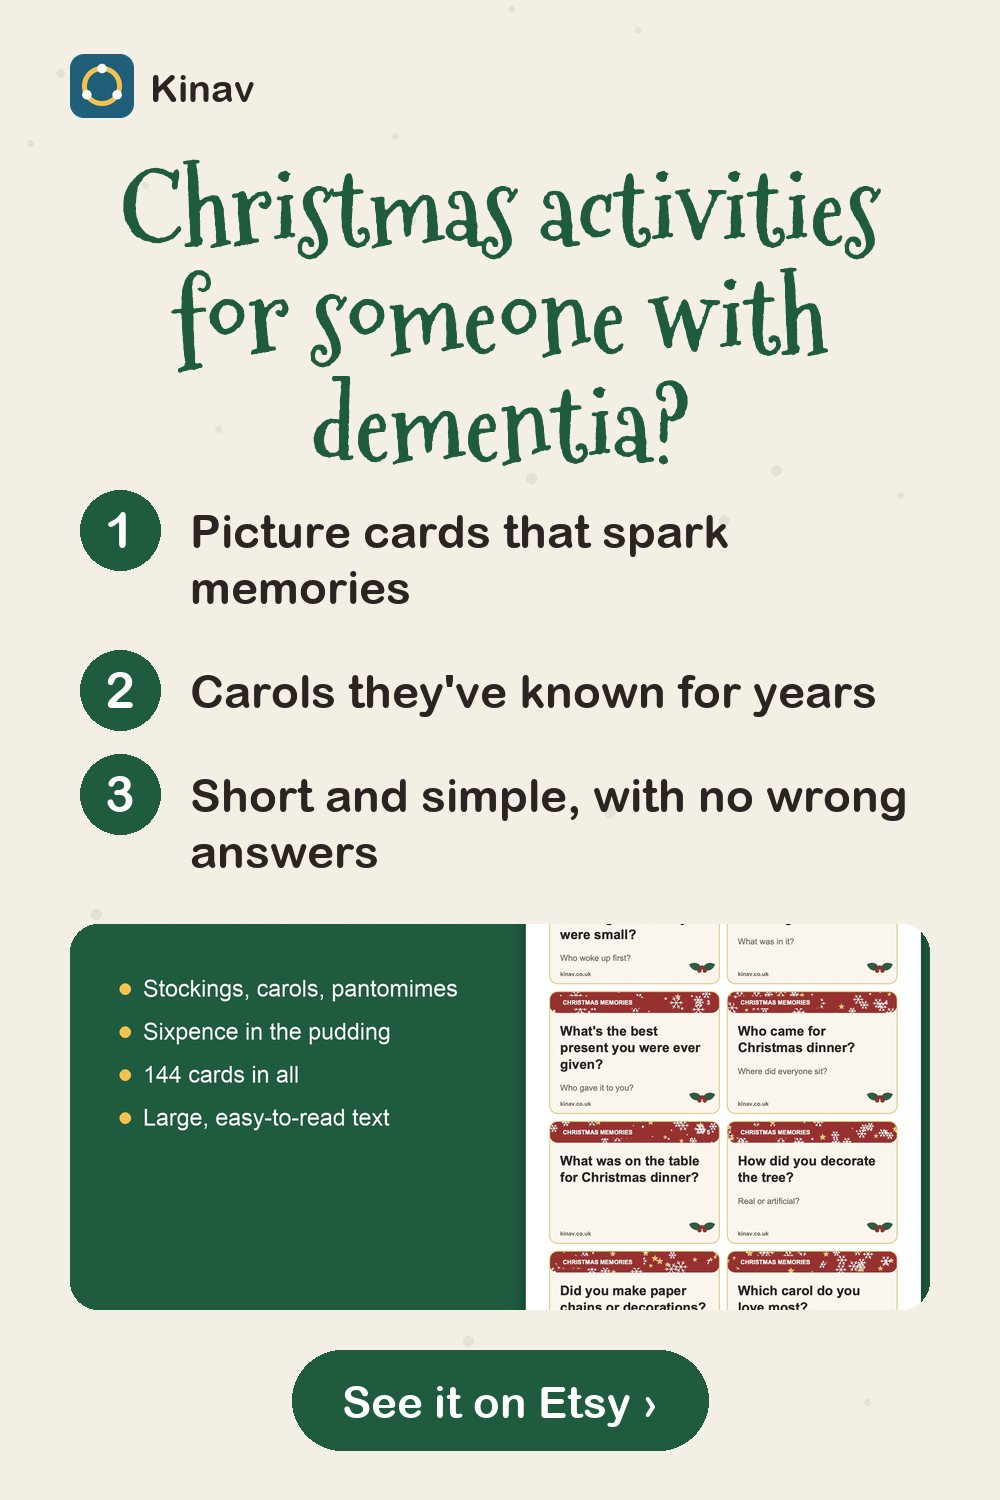 Kinav
Christmas activities
for someone with
dementia?
1
Picture cards that spark
memories
2
Carols they've known for years
3
Short and simple, with no wrong
answers
Stockings, carols, pantomimes
Sixpence in the pudding
144 cards in all
Large, easy-to-read text
were small?
Who woke up first?
kinav.co.uk
What was in it?
kinav.co.uk
CHRISTMAS MEMORIES
3
What's the best
present you were ever
given?
Who gave it to you?
kinav.co.uk
CHRISTMAS MEMORIES
Who came for
Christmas dinner?
Where did everyone sit?
kinav.co.uk
CHRISTMAS MEMORIES
5
What was on the table
for Christmas dinner?
kinav.co.uk
CHRISTMAS MEMORIES
How did you decorate
the tree?
Real or artificial?
kinav.co.uk
CHRISTMAS MEMORIES
Did you make paper
chains or decorations?
CHRISTMAS MEMORIES
Which carol do you
love most?
See it on Etsy ›